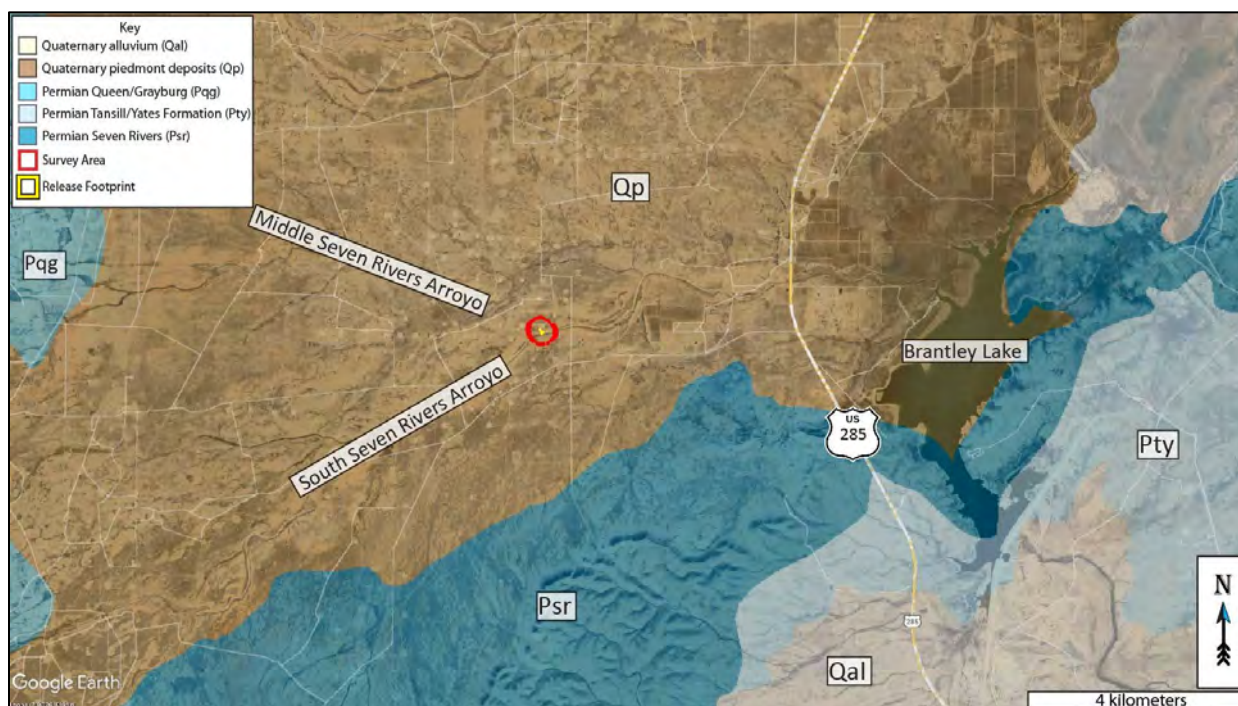 Key
Quaternary alluvium (Qal)
Quaternary piedmont deposits (Qp)
Permian Queen/Grayburg (Pqg)
Permian Tansill/Yates Formation (Pty)
Permian Seven Rivers (Psr)
Survey Area
Release Footprint
Qp
Middle Seven Rivers Arroyo
Pqg
South Seven Rivers Arroyo
Brantley Lake
US
285
Pty
Psr
285
Qal
N
Google Earth
4 kilometers